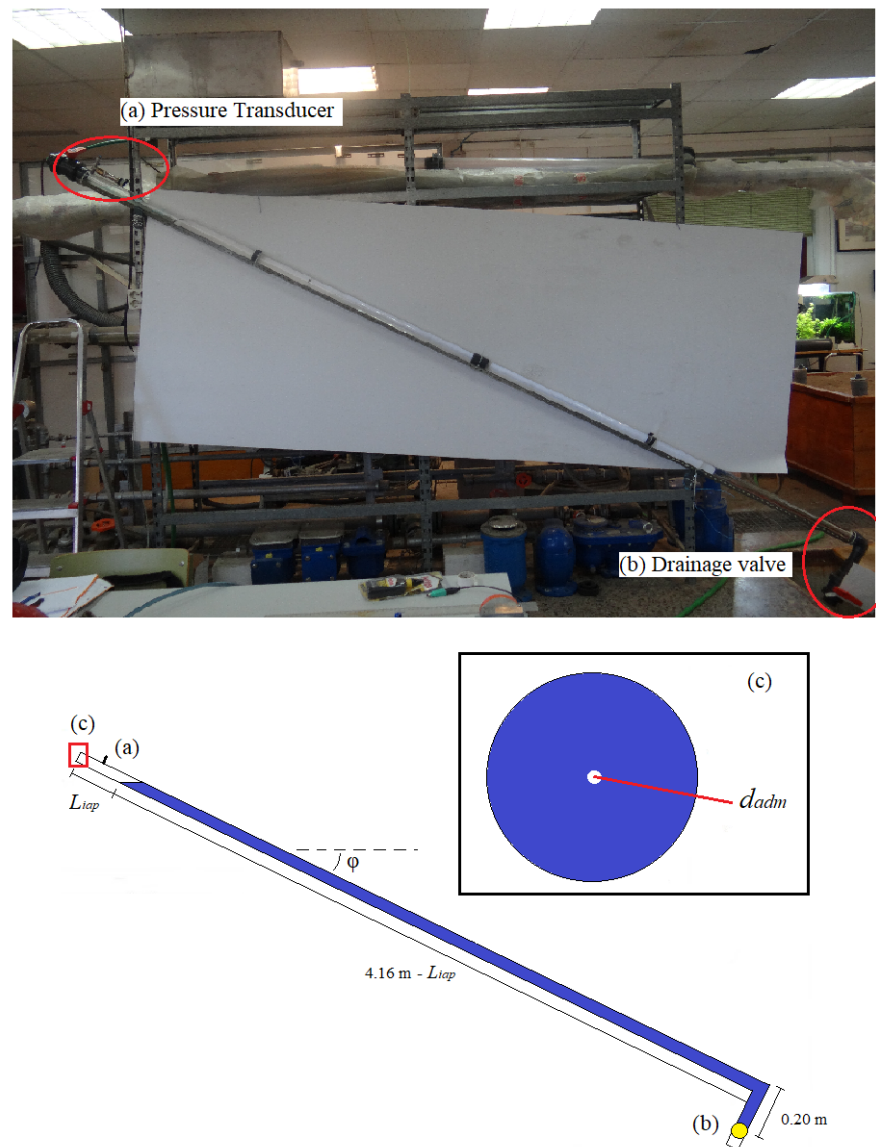 (a) Pressure Transducer
(b) Drainage valve
(c)
(c)
(a)
Liap
dadm
φ
4.16 m - Liap
(b)
0.20 m